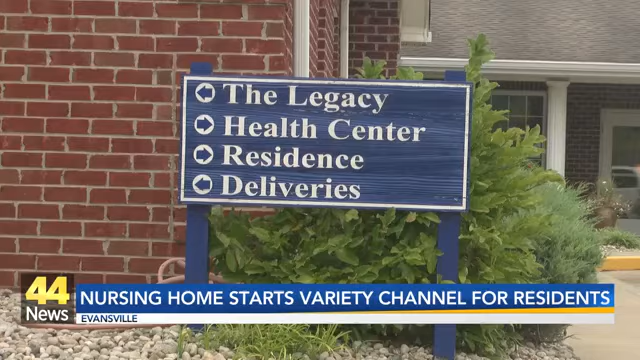 The Legacy
Health Center
Residence
Deliveries
44
News
NURSING HOME STARTS VARIETY CHANNEL FOR RESIDENTS
EVANSVILLE